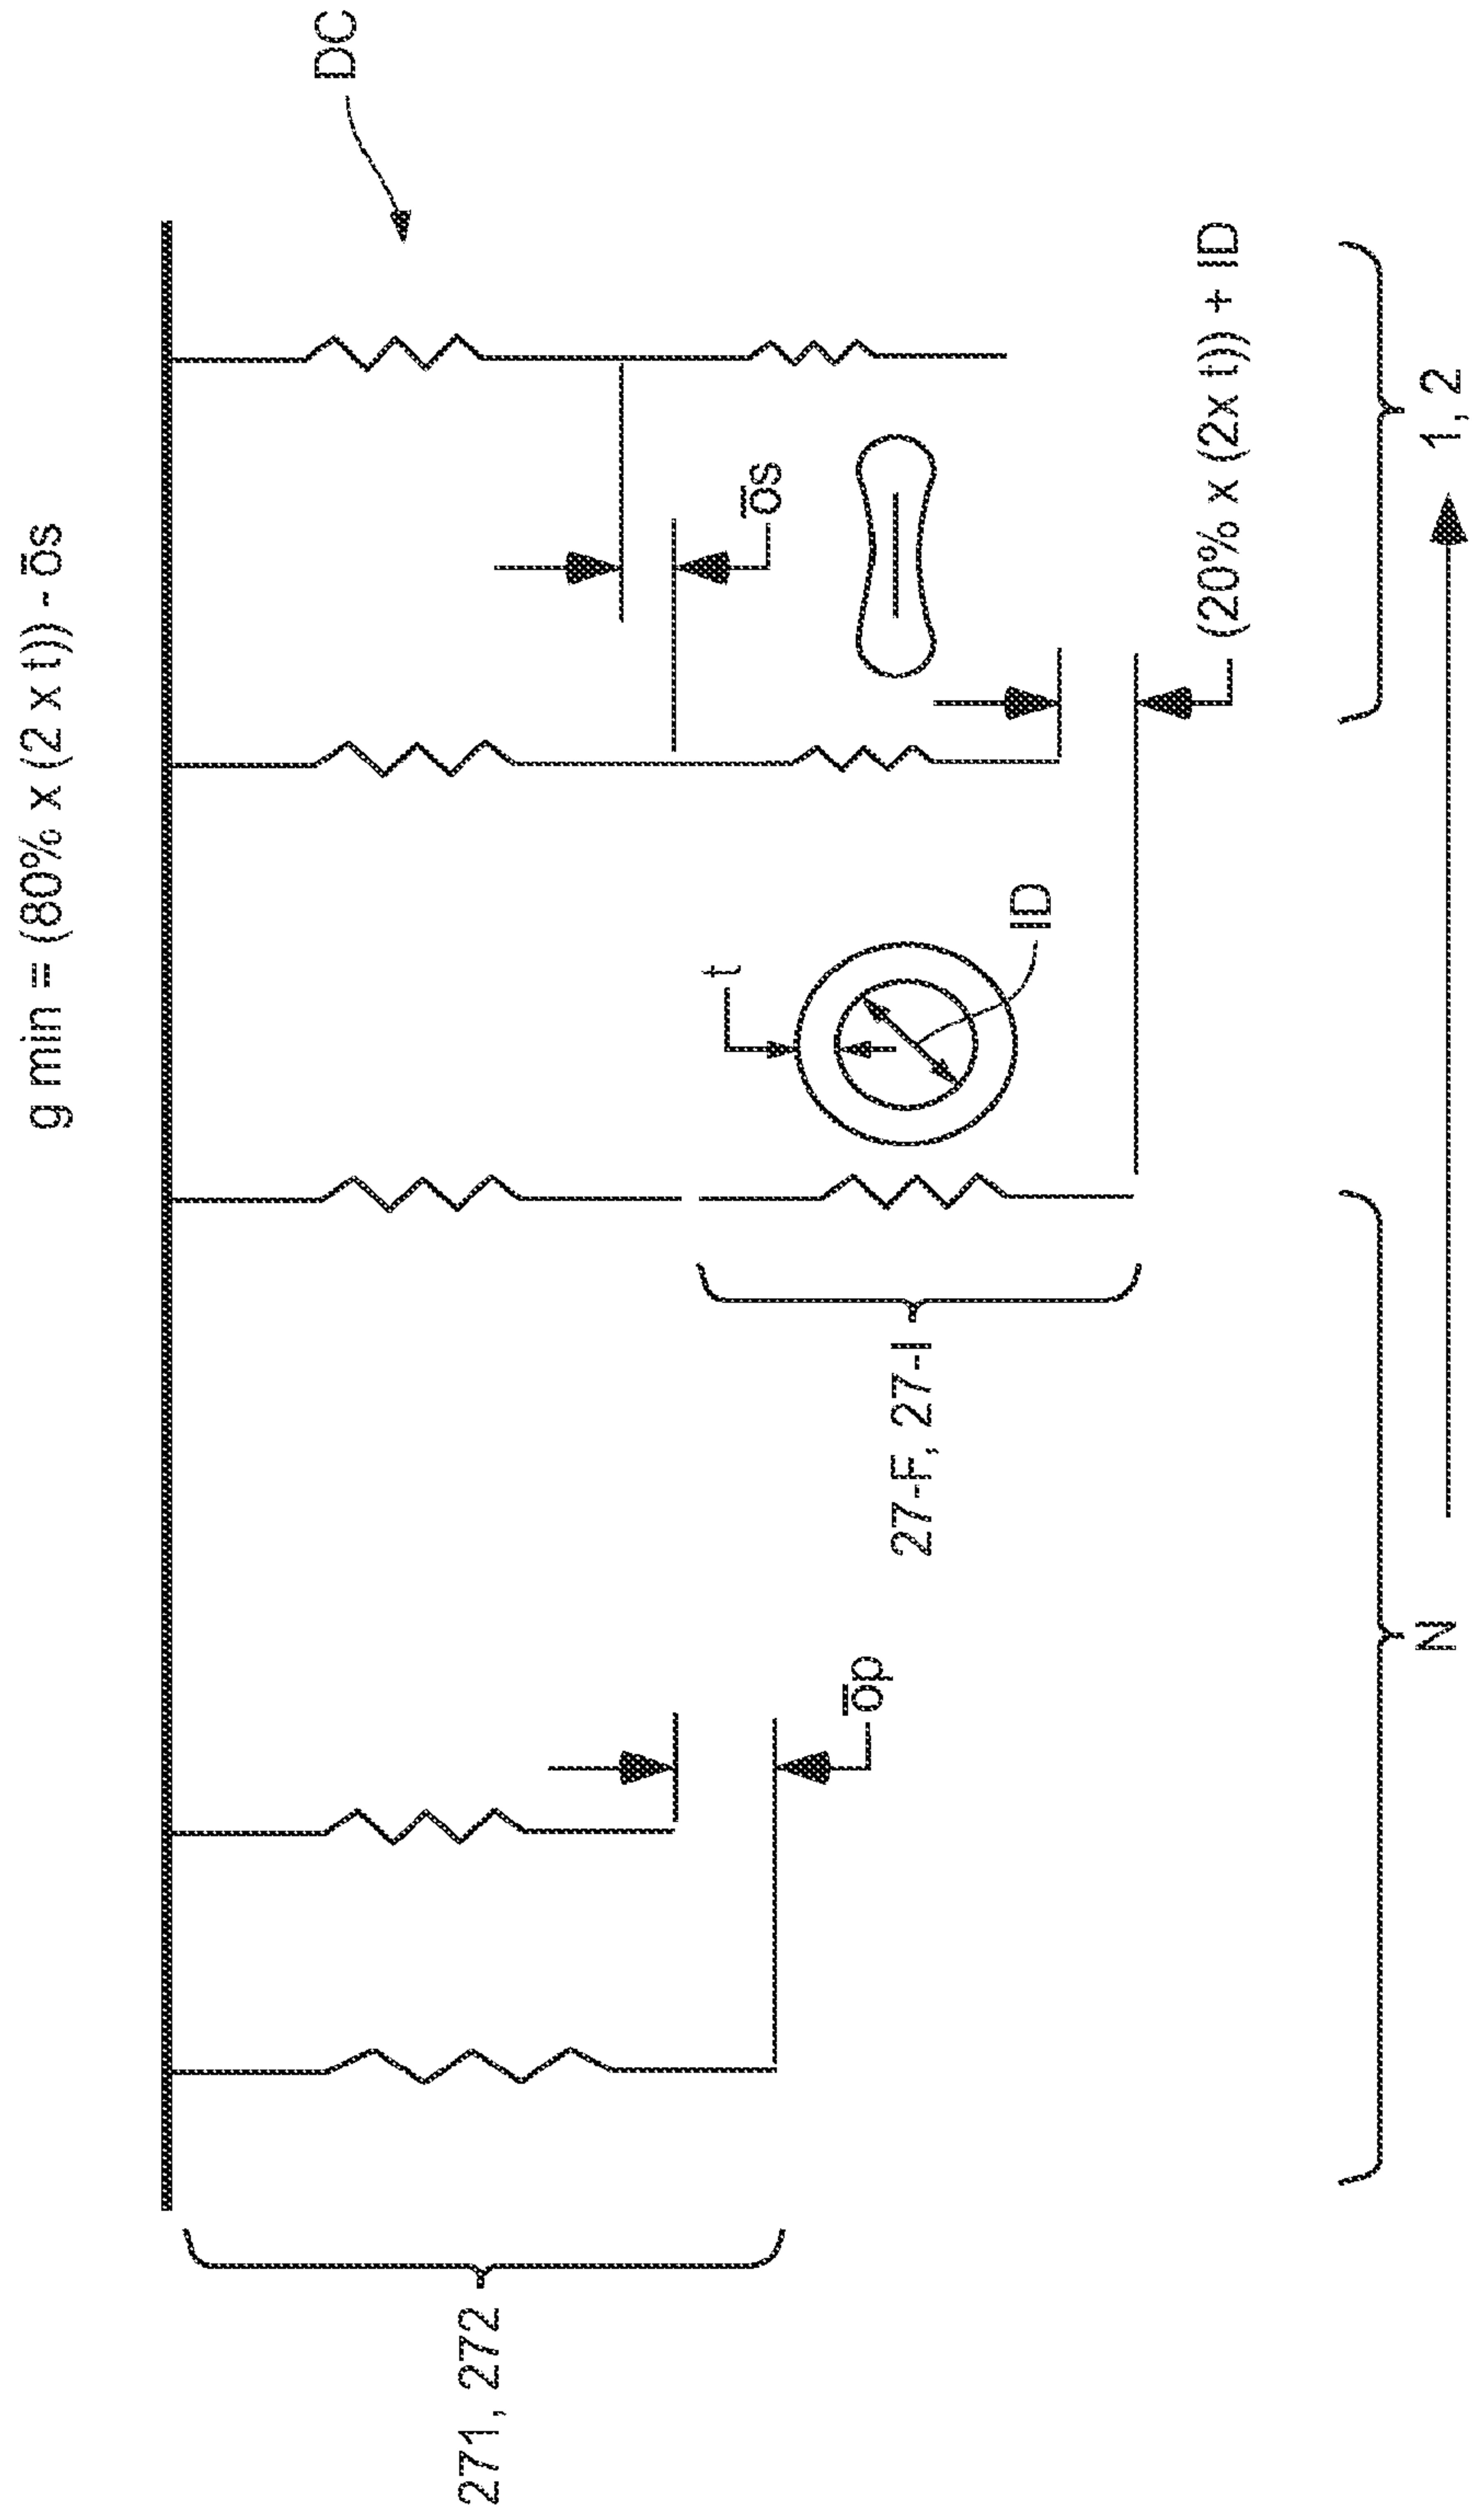 g min = (80% x (2 x t)) - ōs
DC
271, 272
ōp
27-F, 27-I
t
ID
ōs
(20% x (2x t)) + ID
N
1, 2